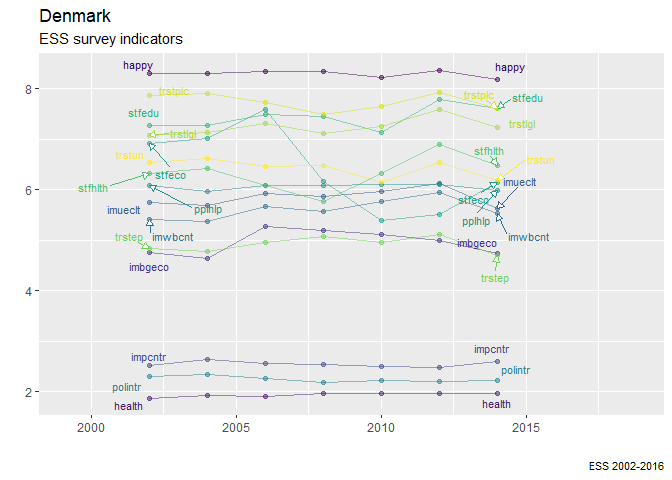 Denmark
ESS survey indicators
happy
happy
8
trstplc
trstplc
stfedu
stfedu
trstlgl
trstlgl
trstun
stfhlth
trstun
stfeco
imueclt
6
stfhlth
stfeco
imueclt
pplhlp
pplhlp
trstep
imwbcnt
imbgeco
imwbcnt
imbgeco
trstep
4
impcntr
impcntr
polintr
polintr
2
health
health
2000
2005
2010
2015
ESS 2002-2016